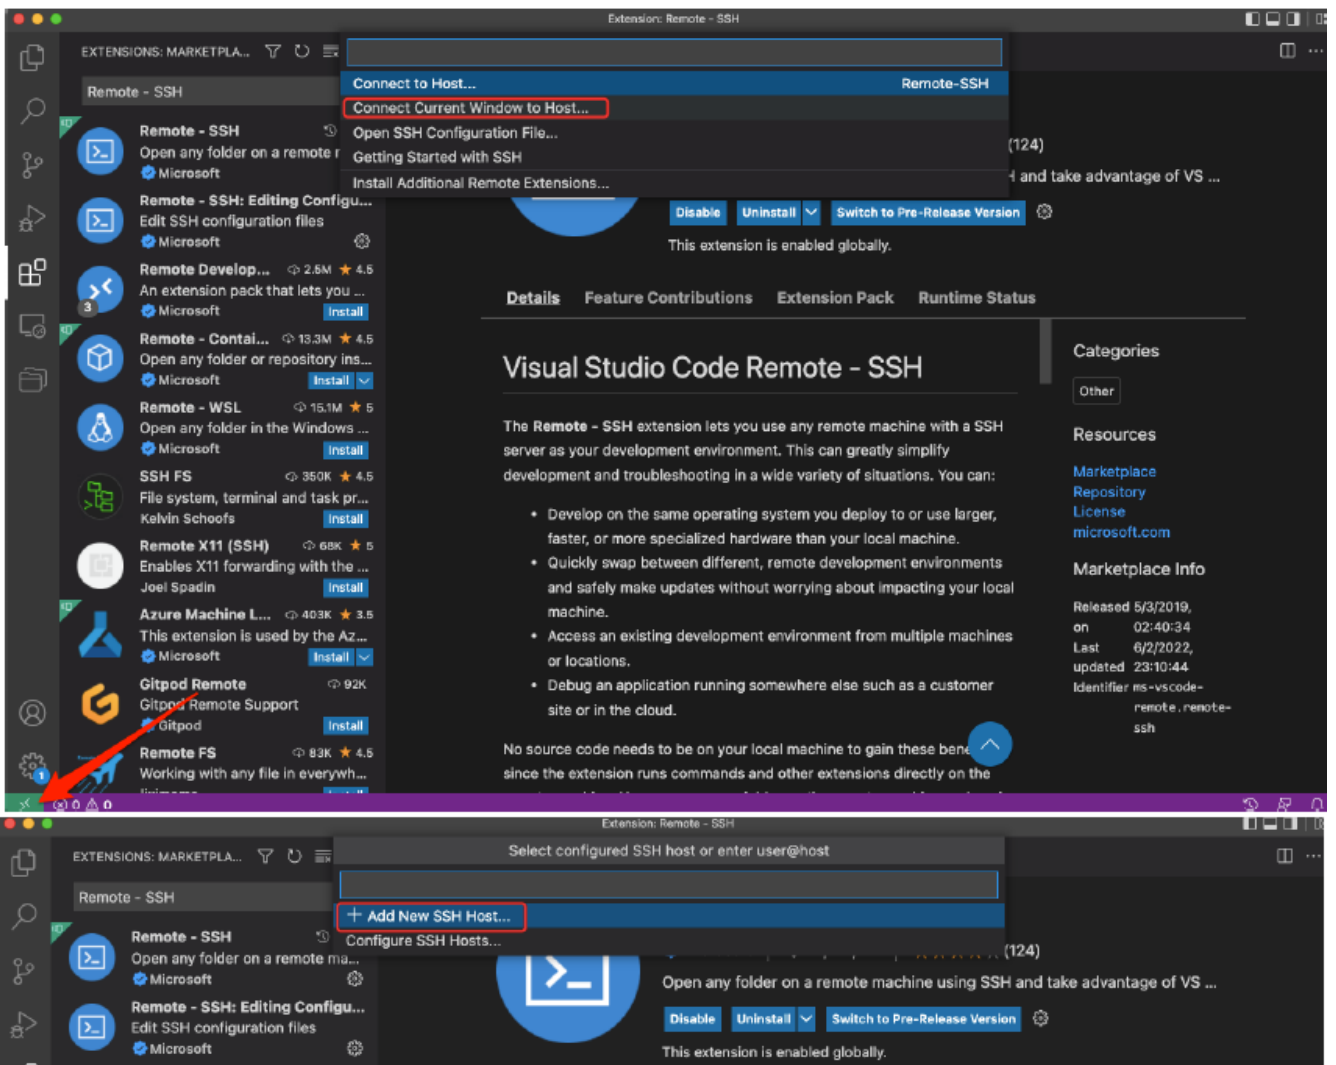 Extension: Remote - SSH
EXTENSIONS: MARKETPLA...
Remote - SSH
Connect to Host...
Remote-SSH
Connect Current Window to Host...
Open SSH Configuration File...
Getting Started with SSH
Install Additional Remote Extensions...
Remote - SSH
Open any folder on a remote r
Microsoft
Remote - SSH: Editing Configu...
Edit SSH configuration files
Microsoft
Remote Develop... 2.5M ★ 4.5
An extension pack that lets you ...
3
Microsoft Install
Remote - Contai... 13.3M ★ 4.5
Open any folder or repository ins...
Microsoft Install
Remote - WSL 15.1M ★ 5
Open any folder in the Windows ...
Microsoft Install
SSH FS 350K ★ 4.5
File system, terminal and task pr...
Kelvin Schoofs Install
Remote X11 (SSH) 68K ★ 5
Enables X11 forwarding with the ...
Joel Spadin Install
Azure Machine L... 403K ★ 3.5
This extension is used by the Az...
Microsoft Install
Gitpod Remote 92K
Gitpod Remote Support
Gitpod Install
Remote FS 83K ★ 4.5
Working with any file in everywh...
1
0 0
(124)
H and take advantage of VS ...
Disable Uninstall Switch to Pre-Release Version
This extension is enabled globally.
Details Feature Contributions Extension Pack Runtime Status
Visual Studio Code Remote - SSH
The Remote - SSH extension lets you use any remote machine with a SSH
server as your development environment. This can greatly simplify
development and troubleshooting in a wide variety of situations. You can:
• Develop on the same operating system you deploy to or use larger,
faster, or more specialized hardware than your local machine.
• Quickly swap between different, remote development environments
and safely make updates without worrying about impacting your local
machine.
• Access an existing development environment from multiple machines
or locations.
• Debug an application running somewhere else such as a customer
site or in the cloud.
No source code needs to be on your local machine to gain these bene
since the extension runs commands and other extensions directly on the
Categories
Other
Resources
Marketplace
Repository
License
microsoft.com
Marketplace Info
Released 5/3/2019,
on 02:40:34
Last 6/2/2022,
updated 23:10:44
Identifier ms-vscode-
remote.remote-
ssh
Extension: Remote - SSH
EXTENSIONS: MARKETPLA...
Select configured SSH host or enter user@host
Remote - SSH
+ Add New SSH Host...
Configure SSH Hosts...
Remote - SSH
Open any folder on a remote ma...
Microsoft
Remote - SSH: Editing Configu...
Edit SSH configuration files
Microsoft
(124)
Open any folder on a remote machine using SSH and take advantage of VS ...
Disable Uninstall Switch to Pre-Release Version
This extension is enabled globally.